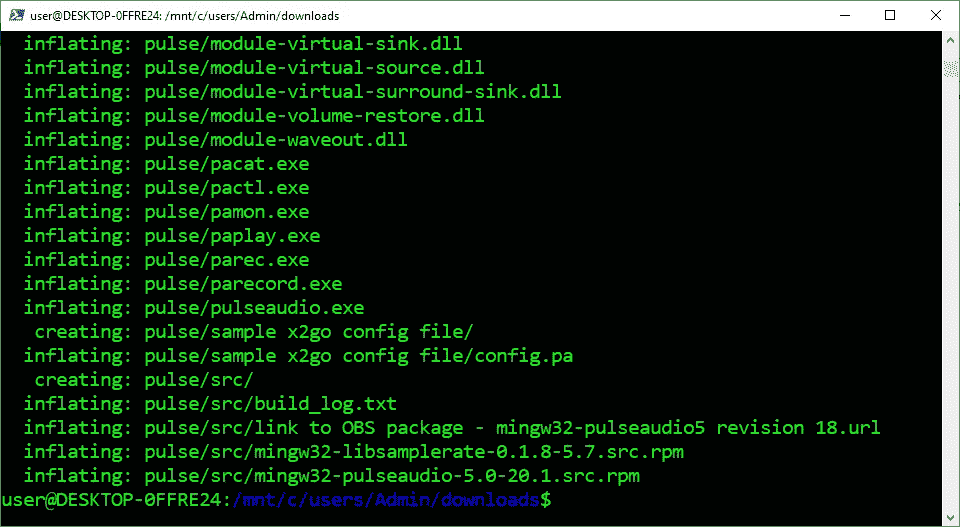 user@DESKTOP-0FFRE24: /mnt/c/users/Admin/downloads
inflating: pulse/module-virtual-sink.dll
inflating: pulse/module-virtual-source.dll
inflating: pulse/module-virtual-surround-sink.dll
inflating: pulse/module-volume-restore.dll
inflating: pulse/module-waveout.dll
inflating: pulse/pacat.exe
inflating: pulse/pactl.exe
inflating: pulse/pamon.exe
inflating: pulse/paplay.exe
inflating: pulse/parec.exe
inflating: pulse/parecord.exe
inflating: pulse/pulseaudio.exe
creating: pulse/sample x2go config file/
inflating: pulse/sample x2go config file/config.pa
creating: pulse/src/
inflating: pulse/src/build_log.txt
inflating: pulse/src/link to OBS package - mingw32-pulseaudio5 revision 18.url
inflating: pulse/src/mingw32-libsamplerate-0.1.8-5.7.src.rpm
inflating: pulse/src/mingw32-pulseaudio-5.0-20.1.src.rpm
user@DESKTOP-0FFRE24:/mnt/c/users/Admin/downloads$